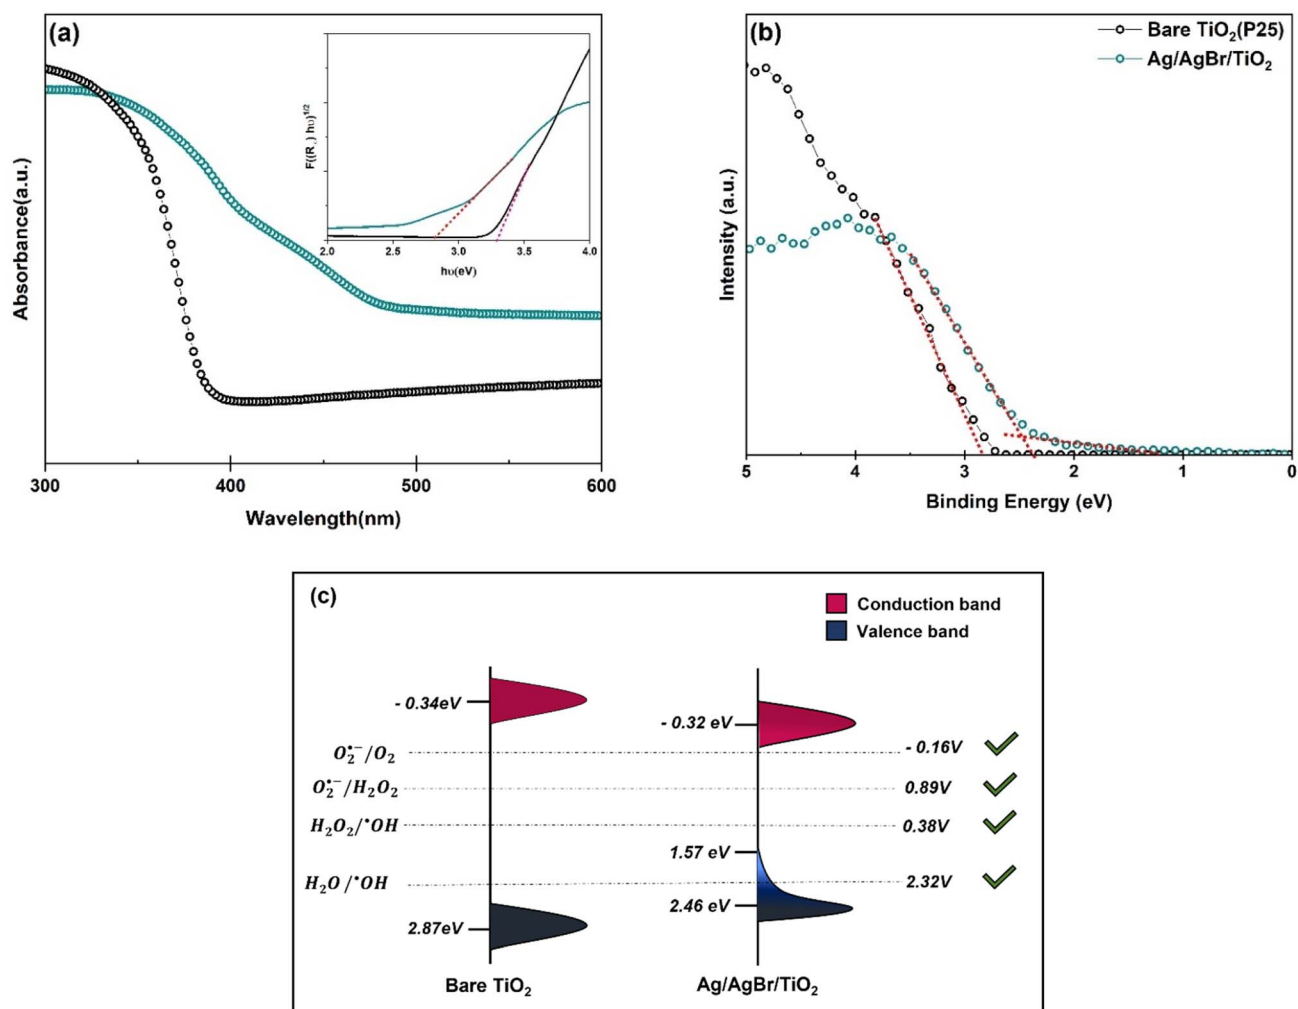 (a)
Absorbance(a.u.)
300
400
500
600
Wavelength(nm)
2.0
2.5
3.0
3.5
4.0
hυ(eV)
(b)
Bare TiO₂(P25)
Ag/AgBr/TiO₂
Intensity (a.u.)
5
4
3
2
1
0
Binding Energy (eV)
(c)
Conduction band
Valence band
- 0.34eV
- 0.32 eV
O₂•⁻/O₂
- 0.16V
O₂•⁻/H₂O₂
0.89V
H₂O₂/•OH
0.38V
1.57 eV
H₂O/•OH
2.32V
2.46 eV
2.87eV
Bare TiO₂
Ag/AgBr/TiO₂